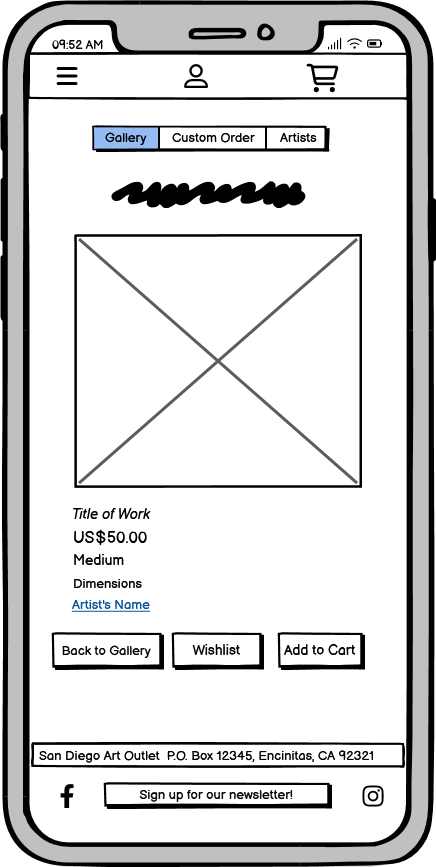 09:52 AM
Gallery Custom Order Artists
Title of Work
US$50.00
Medium
Dimensions
Artist's Name
Back to Gallery Wishlist Add to Cart
San Diego Art Outlet P.O. Box 12345, Encinitas, CA 92321
Sign up for our newsletter!